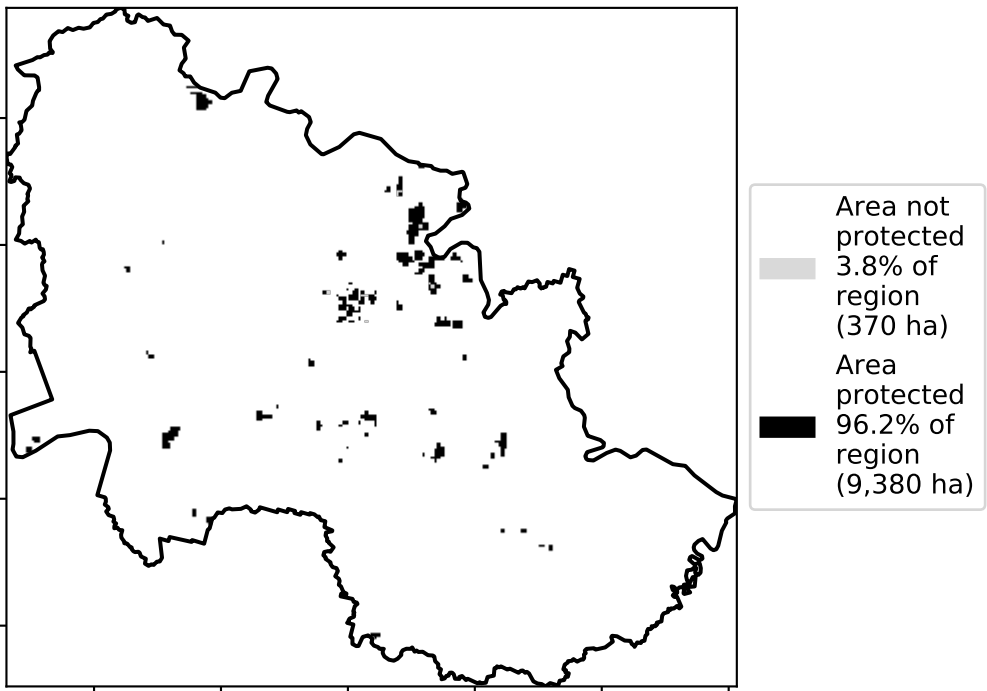 Area not
protected
3.8% of
region
(370 ha)
Area
protected
96.2% of
region
(9,380 ha)